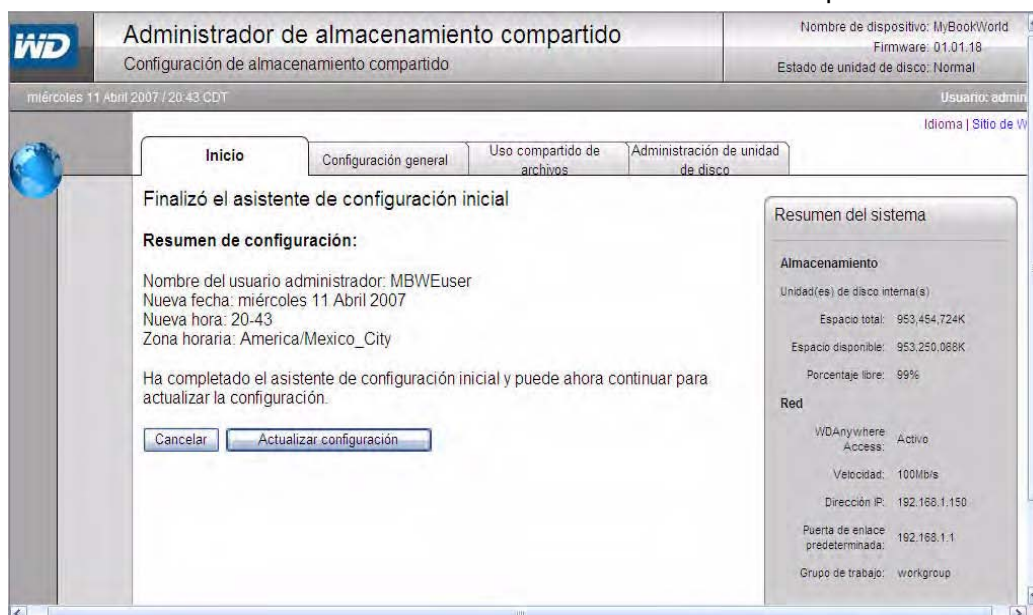 WD
Administrador de almacenamiento compartido
Configuración de almacenamiento compartido
Nombre de dispositivo: MyBookWorld
Firmware: 01.01.18
Estado de unidad de disco: Normal
miércoles 11 Abril 2007 / 20:43 CDT
Usuario: admin
Idioma | Sitio de W
Inicio
Configuración general
Uso compartido de archivos
Administración de unidad de disco
Finalizó el asistente de configuración inicial
Resumen de configuración:
Nombre del usuario administrador: MBWEuser
Nueva fecha: miércoles 11 Abril 2007
Nueva hora: 20-43
Zona horaria: America/Mexico_City
Ha completado el asistente de configuración inicial y puede ahora continuar para
actualizar la configuración.
Cancelar
Actualizar configuración
Resumen del sistema
Almacenamiento
Unidad(es) de disco interna(s)
Espacio total: 953,454,724K
Espacio disponible: 953,250,088K
Porcentaje libre: 99%
Red
WDAnywhere Access: Activo
Velocidad: 100Mb/s
Dirección IP: 192.168.1.150
Puerta de enlace predeterminada: 192.168.1.1
Grupo de trabajo: workgroup